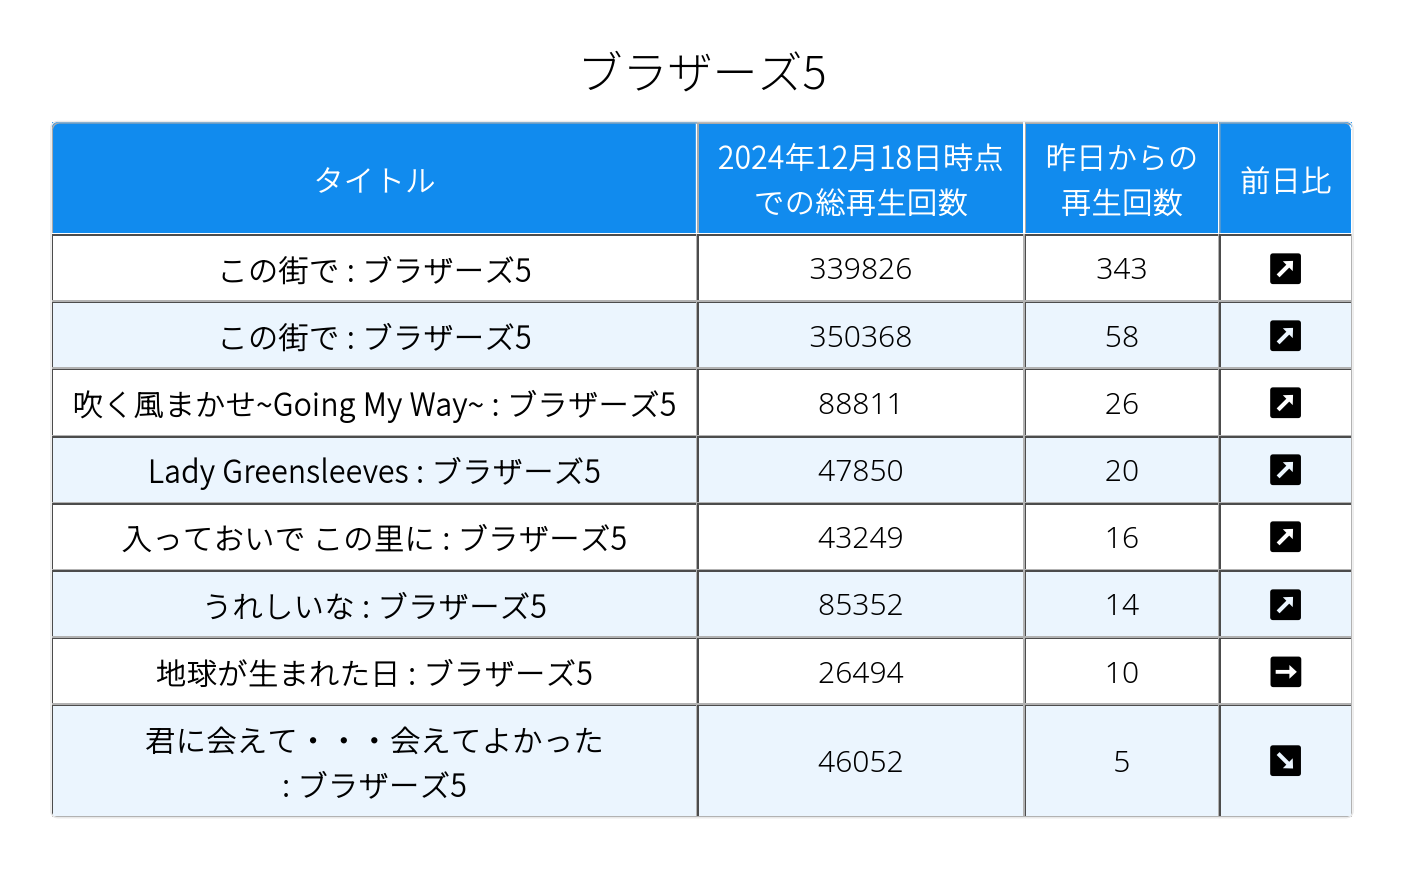 ブラザーズ5
タイトル
2024年12月18日時点
での総再生回数
昨日からの
再生回数
前日比
この街で : ブラザーズ5
339826
343
この街で : ブラザーズ5
350368
58
吹く風まかせ~Going My Way~ : ブラザーズ5
88811
26
Lady Greensleeves : ブラザーズ5
47850
20
入っておいで この里に : ブラザーズ5
43249
16
うれしいな : ブラザーズ5
85352
14
地球が生まれた日 : ブラザーズ5
26494
10
君に会えて・・・会えてよかった
: ブラザーズ5
46052
5